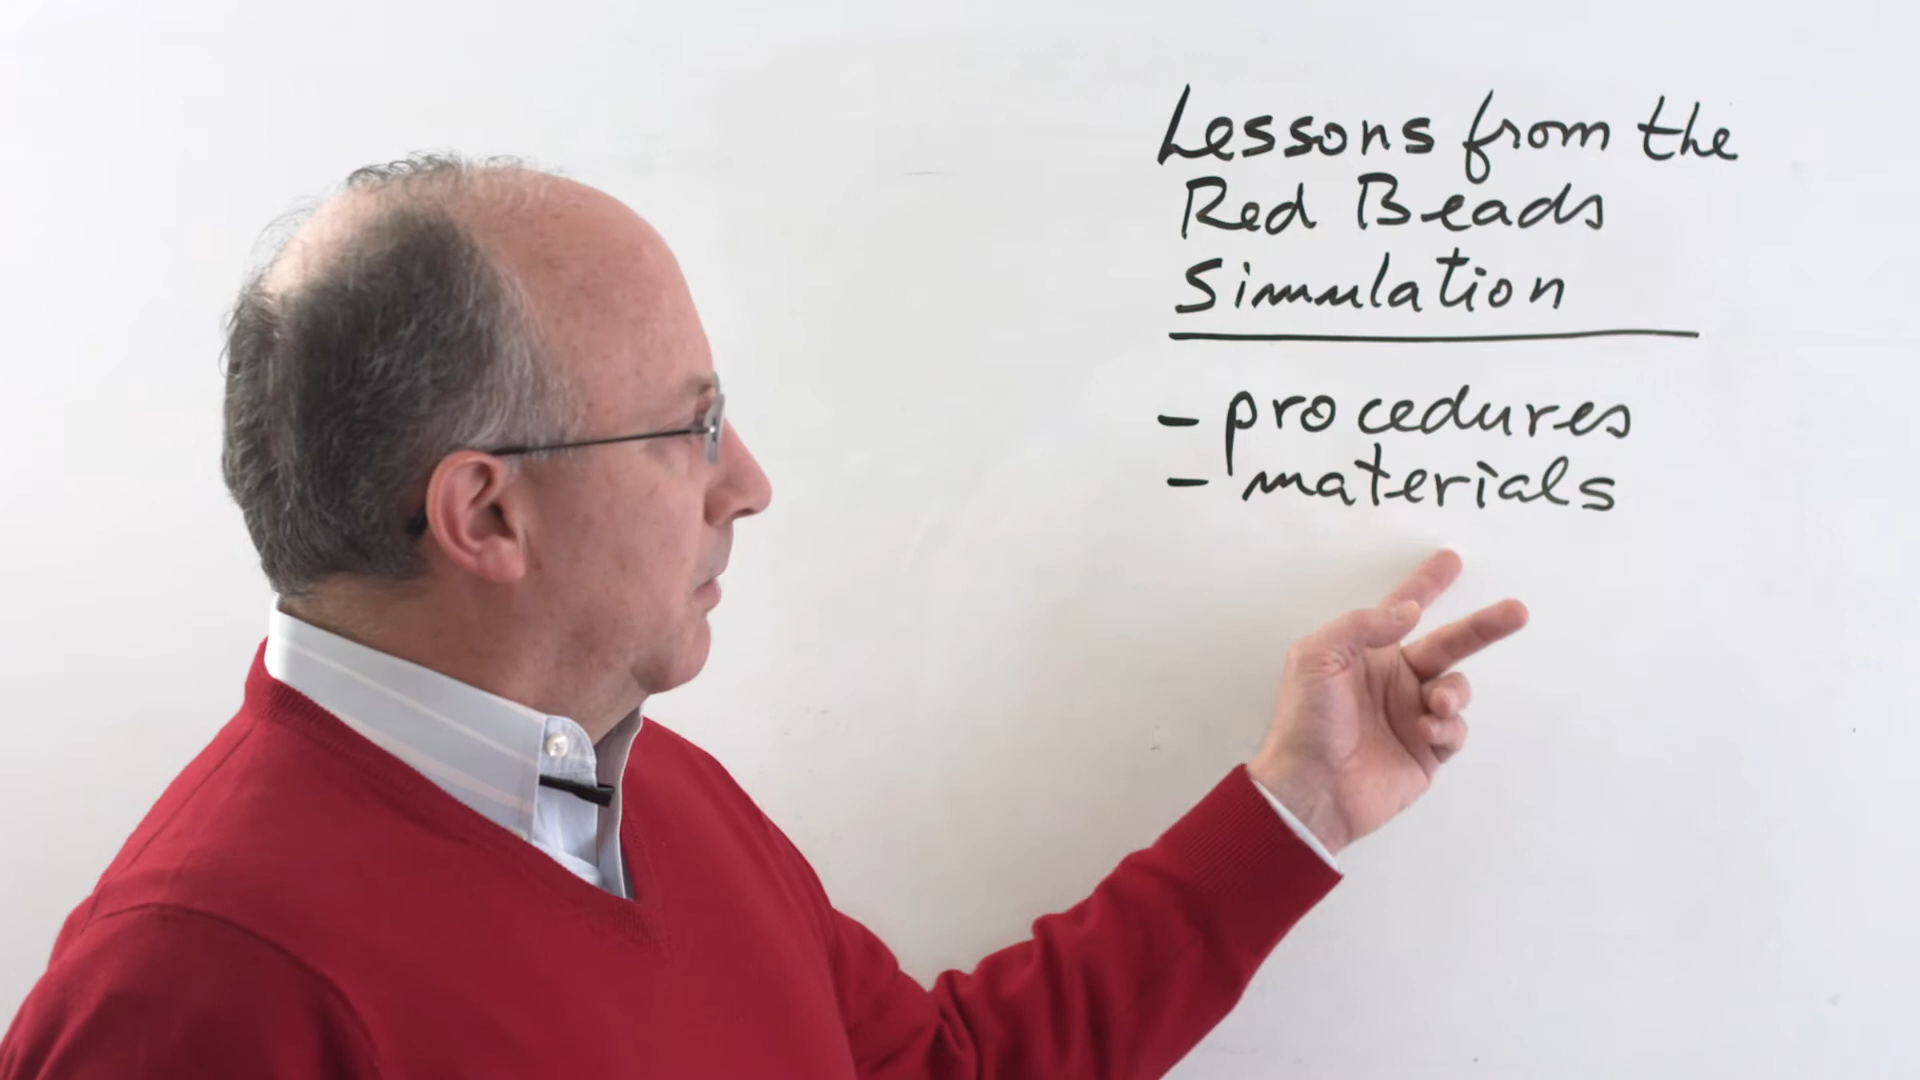 Lessons from the
Red Beads
Simulation
- procedures
- materials